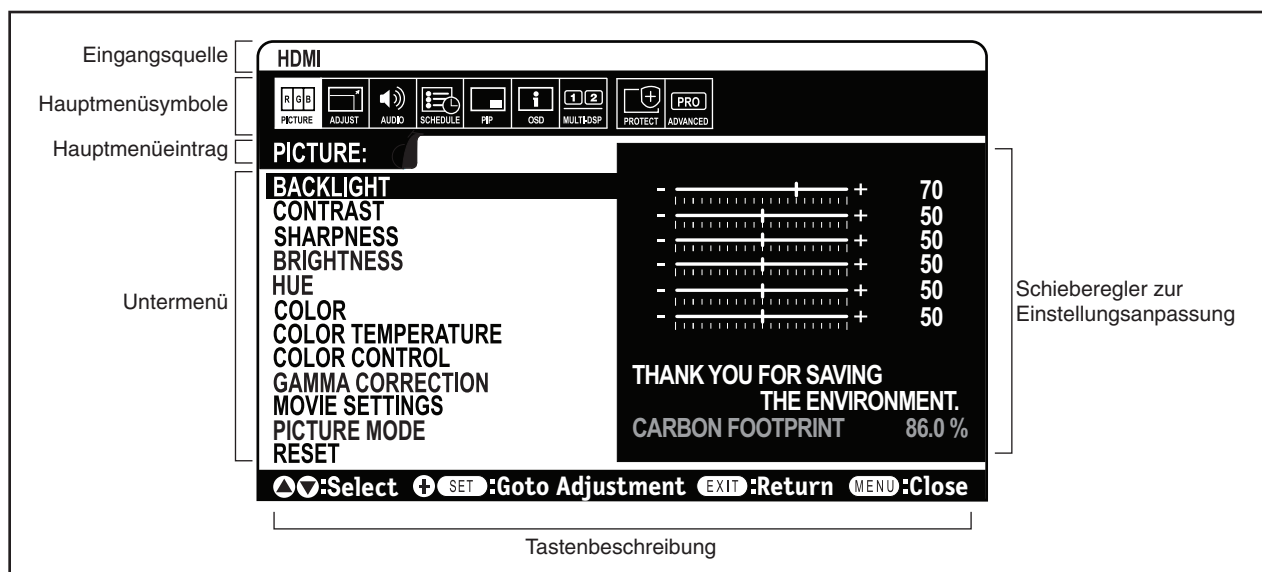 Eingangsquelle
HDMI
Hauptmenüsymbole
R G B
PICTURE
ADJUST
AUDIO
SCHEDULE
PIP
i
OSD
1 2
MULTI-DSP
PROTECT
PRO
ADVANCED
Hauptmenüeintrag
PICTURE:
Untermenü
BACKLIGHT - + 70
CONTRAST - + 50
SHARPNESS - + 50
BRIGHTNESS - + 50
HUE - + 50
COLOR - + 50
COLOR TEMPERATURE
COLOR CONTROL
GAMMA CORRECTION
MOVIE SETTINGS
PICTURE MODE
RESET
THANK YOU FOR SAVING
THE ENVIRONMENT.
CARBON FOOTPRINT 86.0 %
Schieberegler zur
Einstellungsanpassung
:Select SET :Goto Adjustment EXIT :Return MENU :Close
Tastenbeschreibung